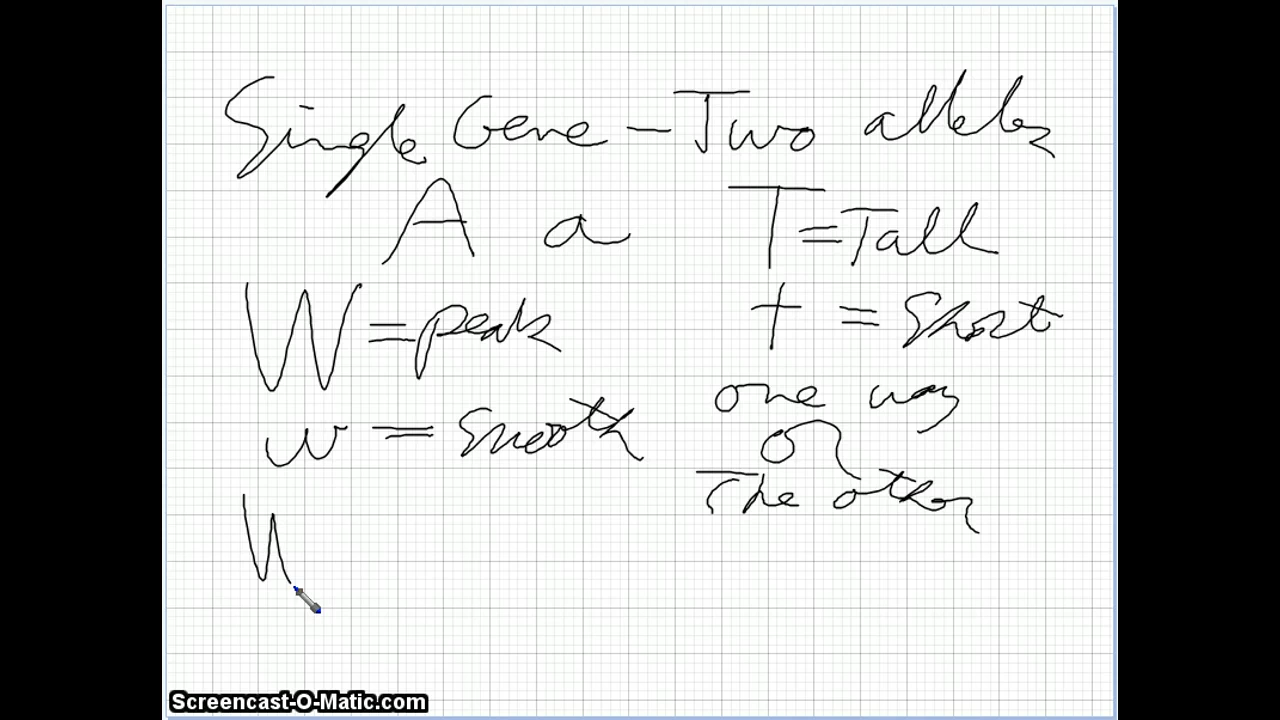 Single Gene - Two alleles
A a
T = Tall
W = peak
t = short
w = smooth
one way
or
The other
Screencast-O-Matic.com